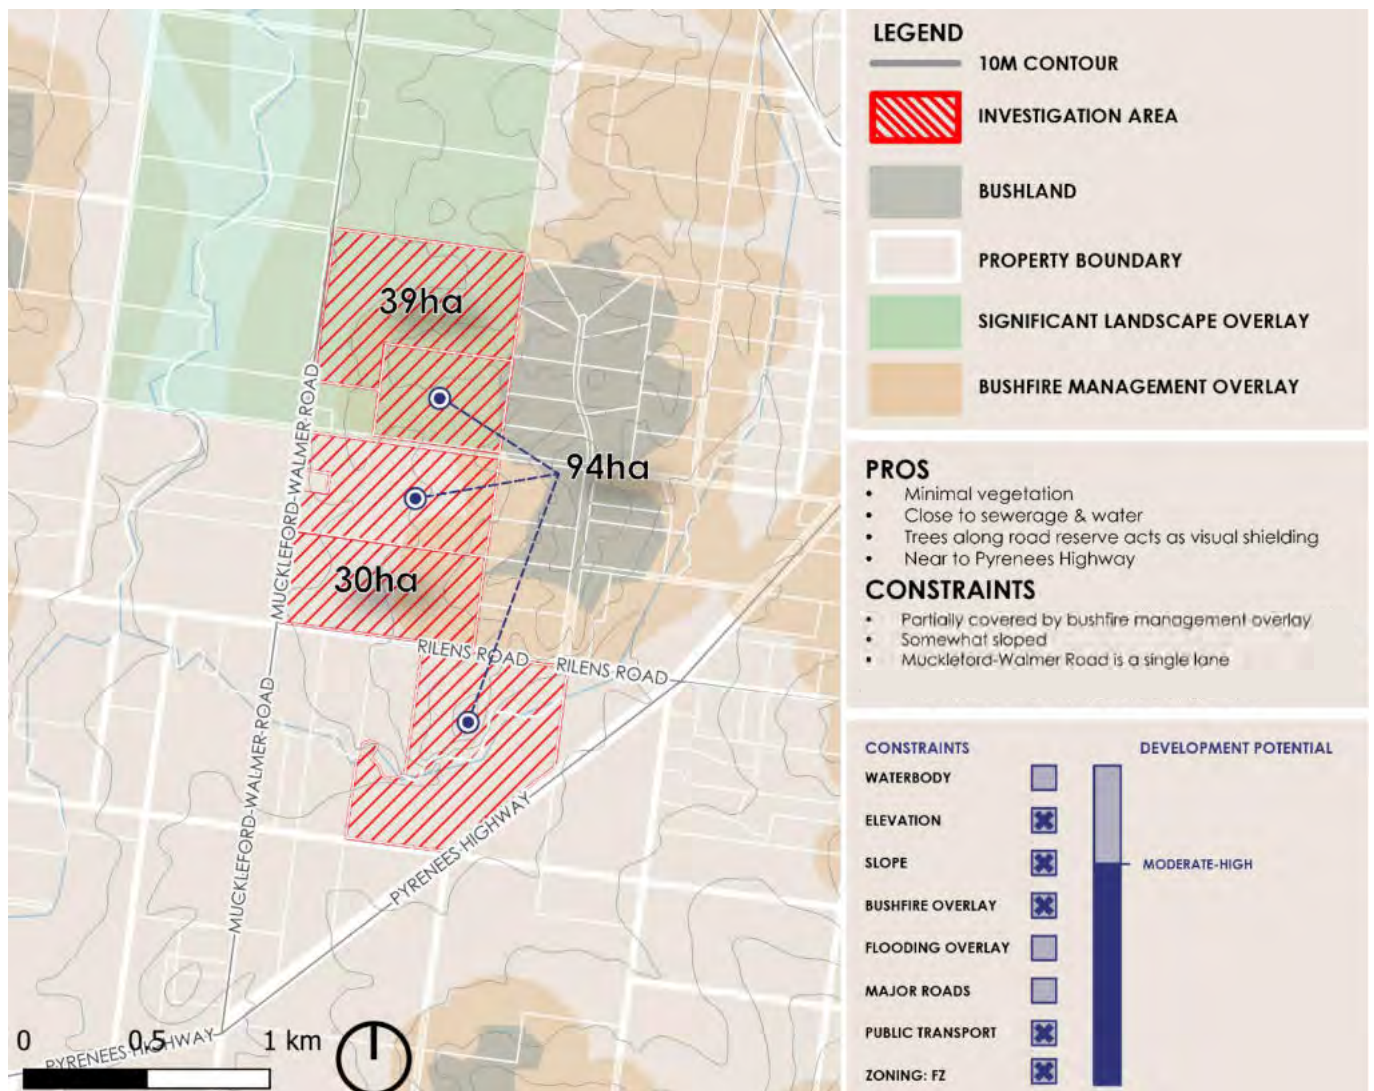 39ha
94ha
30ha
MUCKLEFORD-WALMER-ROAD
RILENS ROAD
RILENS ROAD
MUCKLEFORD-WALMER-ROAD
PYRENEES HIGHWAY
PYRENEES HIGHWAY
0 0.5 1 km
LEGEND
10M CONTOUR
INVESTIGATION AREA
BUSHLAND
PROPERTY BOUNDARY
SIGNIFICANT LANDSCAPE OVERLAY
BUSHFIRE MANAGEMENT OVERLAY
PROS
• Minimal vegetation
• Close to sewerage & water
• Trees along road reserve acts as visual shielding
• Near to Pyrenees Highway
CONSTRAINTS
• Partially covered by bushfire management overlay
• Somewhat sloped
• Muckleford-Walmer Road is a single lane
CONSTRAINTS
WATERBODY
ELEVATION
SLOPE
BUSHFIRE OVERLAY
FLOODING OVERLAY
MAJOR ROADS
PUBLIC TRANSPORT
ZONING: FZ
DEVELOPMENT POTENTIAL
MODERATE-HIGH